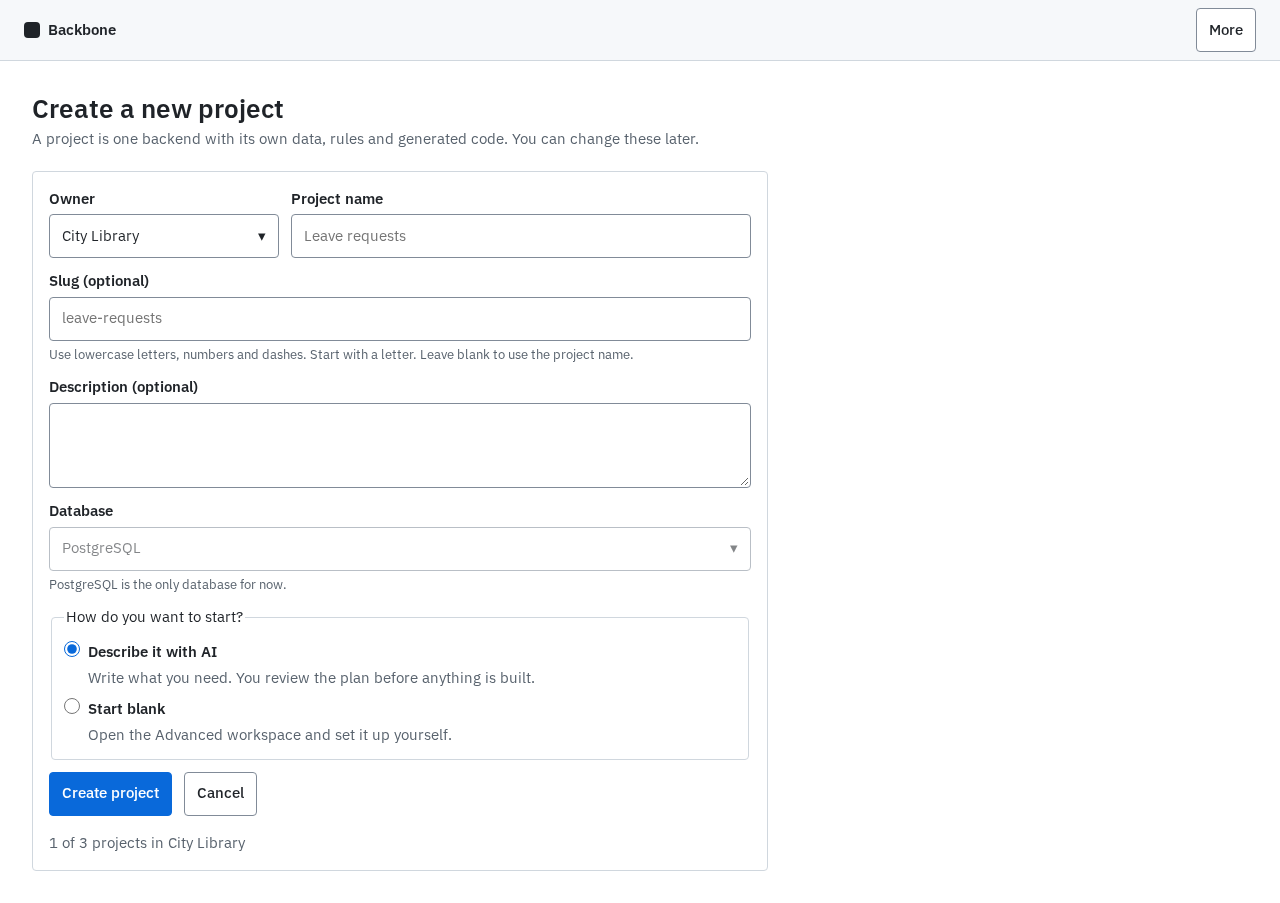 Backbone
More
Create a new project
A project is one backend with its own data, rules and generated code. You can change these later.
Owner
Project name
City Library
Leave requests
Slug (optional)
leave-requests
Use lowercase letters, numbers and dashes. Start with a letter. Leave blank to use the project name.
Description (optional)
Database
PostgreSQL
PostgreSQL is the only database for now.
How do you want to start?
Describe it with AI
Write what you need. You review the plan before anything is built.
Start blank
Open the Advanced workspace and set it up yourself.
Create project
Cancel
1 of 3 projects in City Library